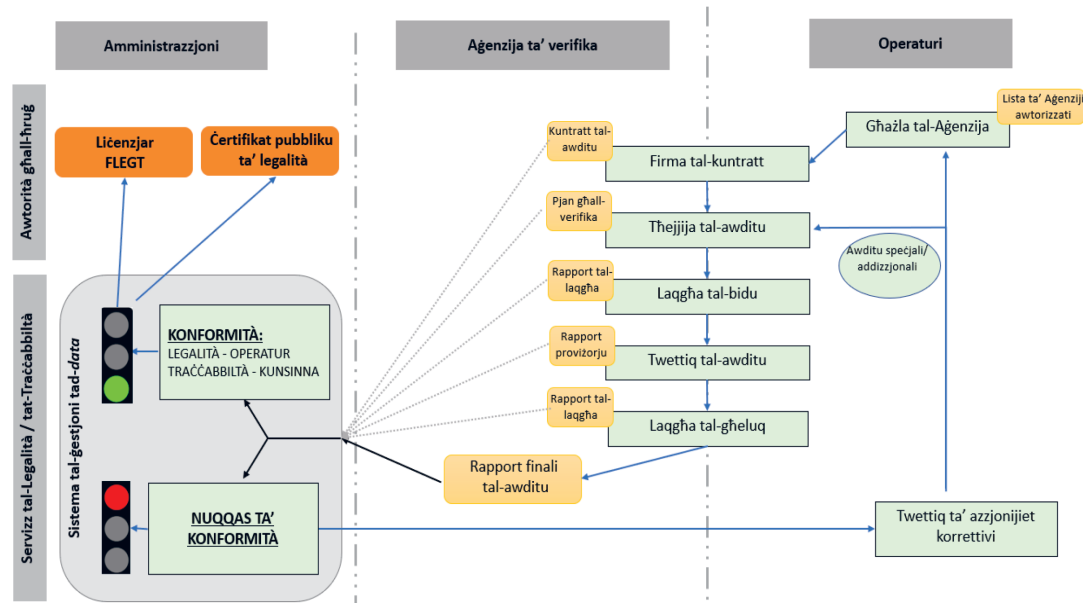 Amministrazzjoni
Aġenzija ta’ verifika
Operaturi
Awtorità għall-ħruġ
Liċenzjar
FLEGT
Ċertifikat pubbliku
ta’ legalità
Kuntratt tal-
awditu
Firma tal-kuntratt
Għażla tal-Aġenzija
Lista ta’ Aġenziji
awtorizzati
Pjan għall-
verifika
Tħejjija tal-awditu
Awditu speċjali/
addizzjonali
Rapport tal-
laqgħa
Laqgħa tal-bidu
Servizz tal-Legalità / tat-Traċċabbiltà
Sistema tal-ġestjoni tad-data
KONFORMITÀ:
LEGALITÀ - OPERATUR
TRAĊĊABBILTÀ - KUNSINNA
Rapport
proviżorju
Twettiq tal-awditu
Rapport tal-
laqgħa
Laqgħa tal-għeluq
Rapport finali
tal-awditu
NUQQAS TA’
KONFORMITÀ
Twettiq ta’ azzjonijiet
korrettivi